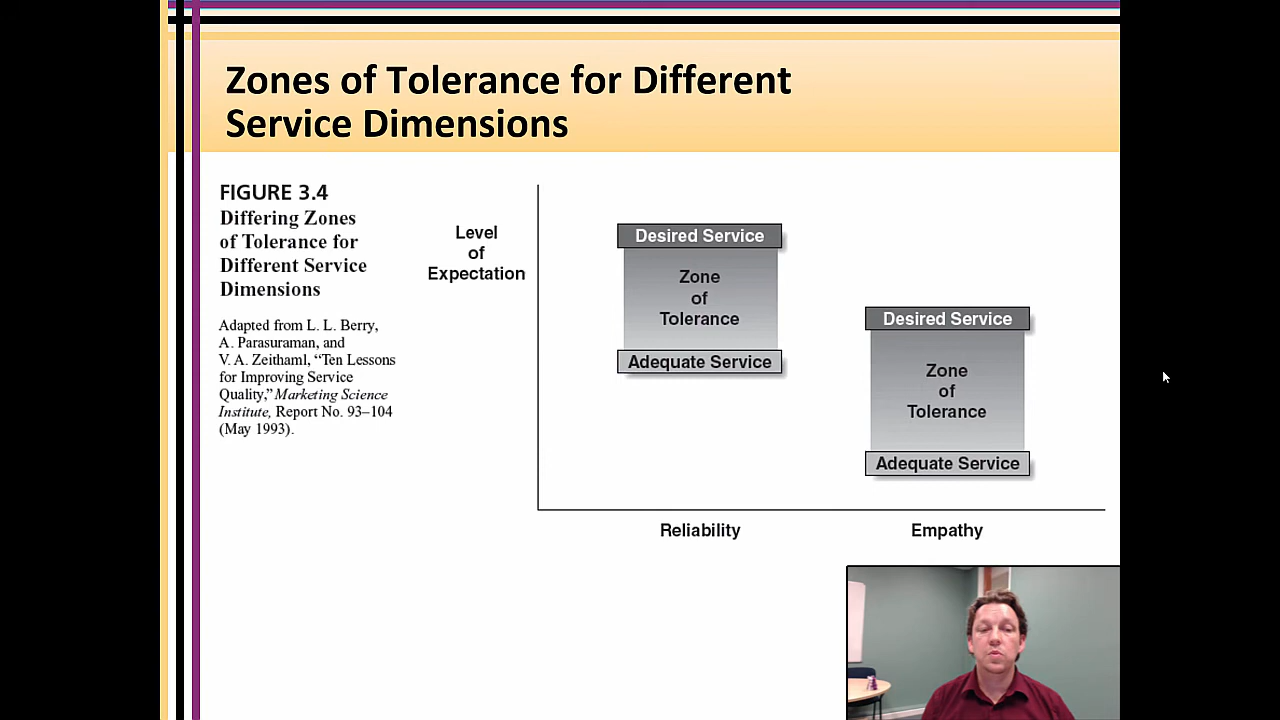 Zones of Tolerance for Different
Service Dimensions
FIGURE 3.4
Differing Zones
of Tolerance for
Different Service
Dimensions
Adapted from L. L. Berry,
A. Parasuraman, and
V. A. Zeithaml, “Ten Lessons
for Improving Service
Quality,” Marketing Science
Institute, Report No. 93–104
(May 1993).
Level
of
Expectation
Desired Service
Zone
of
Tolerance
Adequate Service
Desired Service
Zone
of
Tolerance
Adequate Service
Reliability
Empathy